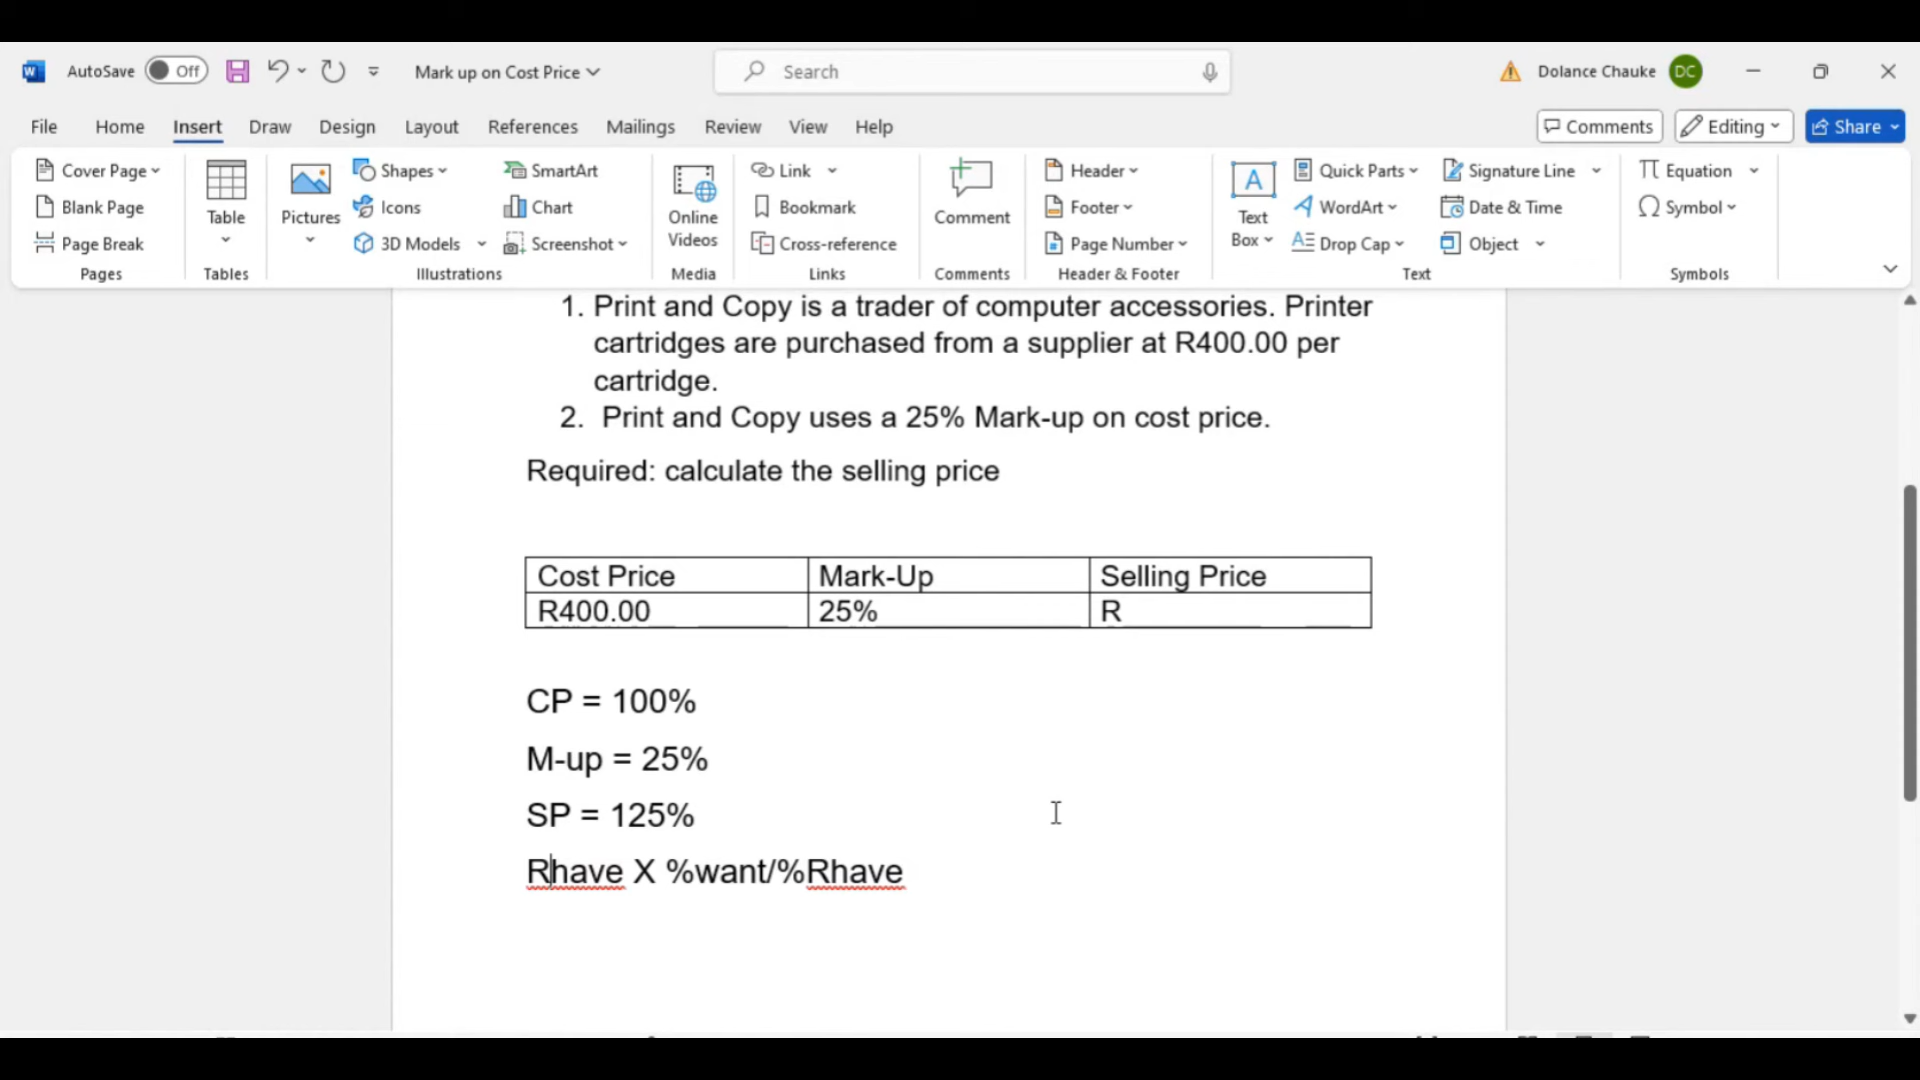 AutoSave Off Mark up on Cost Price Search Dolance Chauke DC
File Home Insert Draw Design Layout References Mailings Review View Help Comments Editing Share
Cover Page
Blank Page
Page Break
Pages
Table
Tables
Pictures
Shapes
Icons
3D Models
SmartArt
Chart
Screenshot
Illustrations
Online
Videos
Media
Link
Bookmark
Cross-reference
Links
Comment
Comments
Header
Footer
Page Number
Header & Footer
Text
Box
Quick Parts
WordArt
Drop Cap
Signature Line
Date & Time
Object
Text
Equation
Symbol
Symbols
1. Print and Copy is a trader of computer accessories. Printer
cartridges are purchased from a supplier at R400.00 per
cartridge.
2. Print and Copy uses a 25% Mark-up on cost price.
Required: calculate the selling price
Cost Price Mark-Up Selling Price
R400.00 25% R
CP = 100%
M-up = 25%
SP = 125%
Rhave X %want/%Rhave